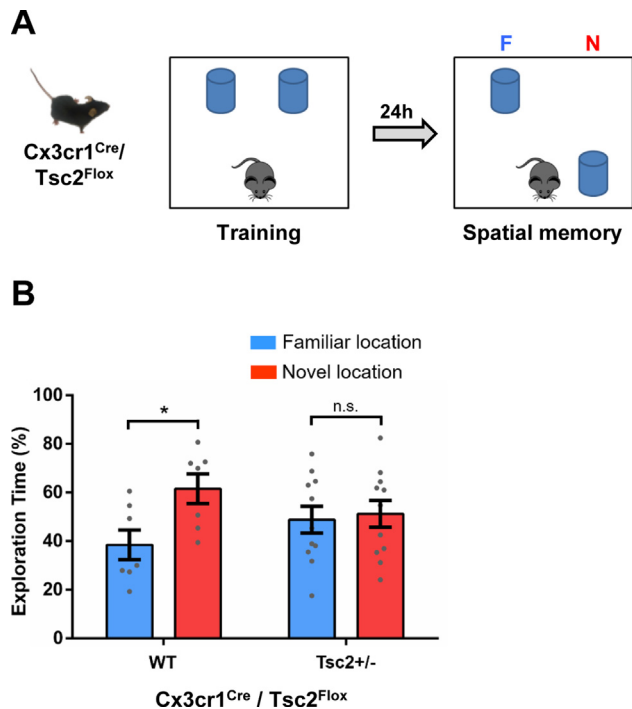 A
F N
24h
Cx3cr1Cre/
Tsc2Flox
Training
Spatial memory
B
Familiar location
Novel location
Exploration Time (%)
100
80
60
40
20
0
*
n.s.
WT
Tsc2+/-
Cx3cr1Cre / Tsc2Flox